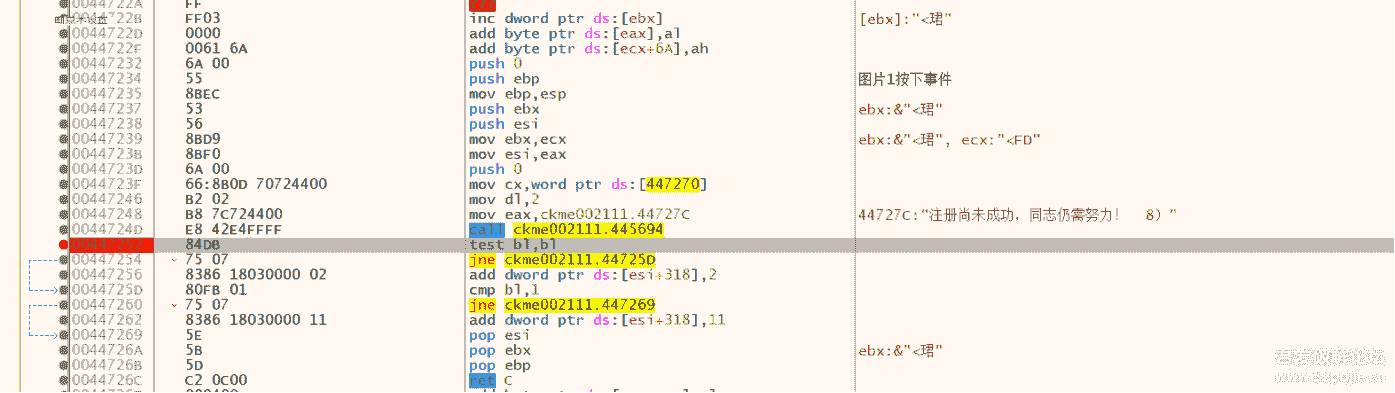 0044722A FF
0044722B FF03 inc dword ptr ds:[ebx] [ebx]:"<珺"
0044722D 0000 add byte ptr ds:[eax],al
0044722F 0061 6A add byte ptr ds:[ecx+6A],ah
00447232 6A 00 push 0
00447234 55 push ebp 图片1按下事件
00447235 8BEC mov ebp,esp
00447237 53 push ebx ebx:&"<珺"
00447238 56 push esi
00447239 8BD9 mov ebx,ecx ebx:&"<珺", ecx:"<FD"
0044723B 8BF0 mov esi,eax
0044723D 6A 00 push 0
0044723F 66:8B0D 70724400 mov cx,word ptr ds:[447270]
00447246 B2 02 mov dl,2
00447248 B8 7C724400 mov eax,ckme002111.44727C 44727C:"注册尚未成功，同志仍需努力! 8）"
0044724D E8 42E4FFFF call ckme002111.445694
84DB test bl,bl
00447254 75 07 jne ckme002111.44725D
00447256 8386 18030000 02 add dword ptr ds:[esi+318],2
0044725D 80FB 01 cmp bl,1
00447260 75 07 jne ckme002111.447269
00447262 8386 18030000 11 add dword ptr ds:[esi+318],11
00447269 5E pop esi
0044726A 5B pop ebx ebx:&"<珺"
0044726B 5D pop ebp
0044726C C2 0C00 ret C